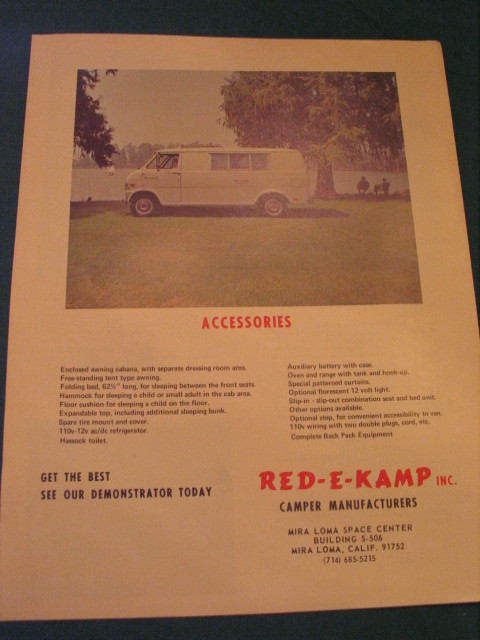 ACCESSORIES
Enclosed awning cabana, with separate dressing room area.
Free-standing tent type awning.
Folding bed, 62½" long, for sleeping between the front seats.
Hammock for sleeping a child or small adult in the cab area.
Floor cushion for sleeping a child on the floor.
Expandable top, including additional sleeping bunk.
Spare tire mount and cover.
110v-12v ac/dc refrigerator.
Hassock toilet.
Auxiliary battery with case.
Oven and range with tank and hook-up.
Special patterned curtains.
Optional florescent 12 volt light.
Slip-in - slip-out combination seat and bed unit.
Other options available.
Optional step, for convenient accessibility to van.
110v wiring with two double plugs, cord, etc.
Complete Back Pack Equipment
GET THE BEST
SEE OUR DEMONSTRATOR TODAY
RED-E-KAMP INC.
CAMPER MANUFACTURERS
MIRA LOMA SPACE CENTER
BUILDING S-506
MIRA LOMA, CALIF. 91752
(714) 685-5215